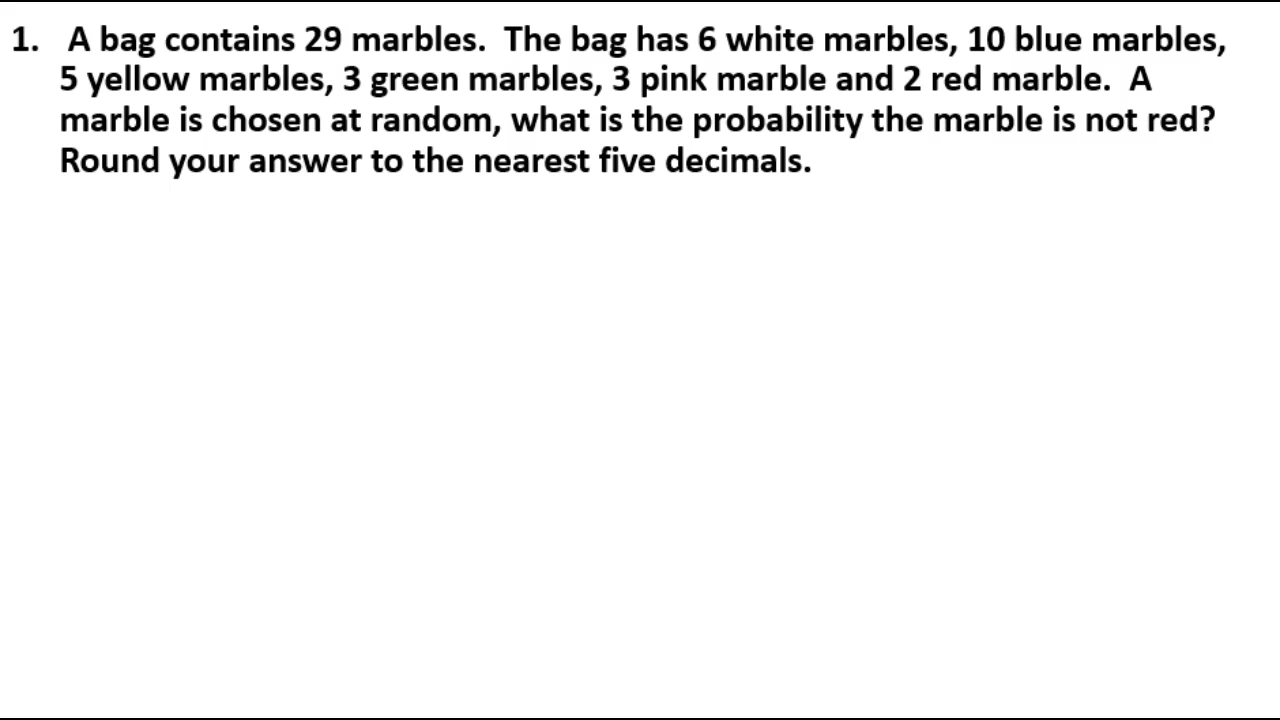 1. A bag contains 29 marbles. The bag has 6 white marbles, 10 blue marbles,
5 yellow marbles, 3 green marbles, 3 pink marble and 2 red marble. A
marble is chosen at random, what is the probability the marble is not red?
Round your answer to the nearest five decimals.